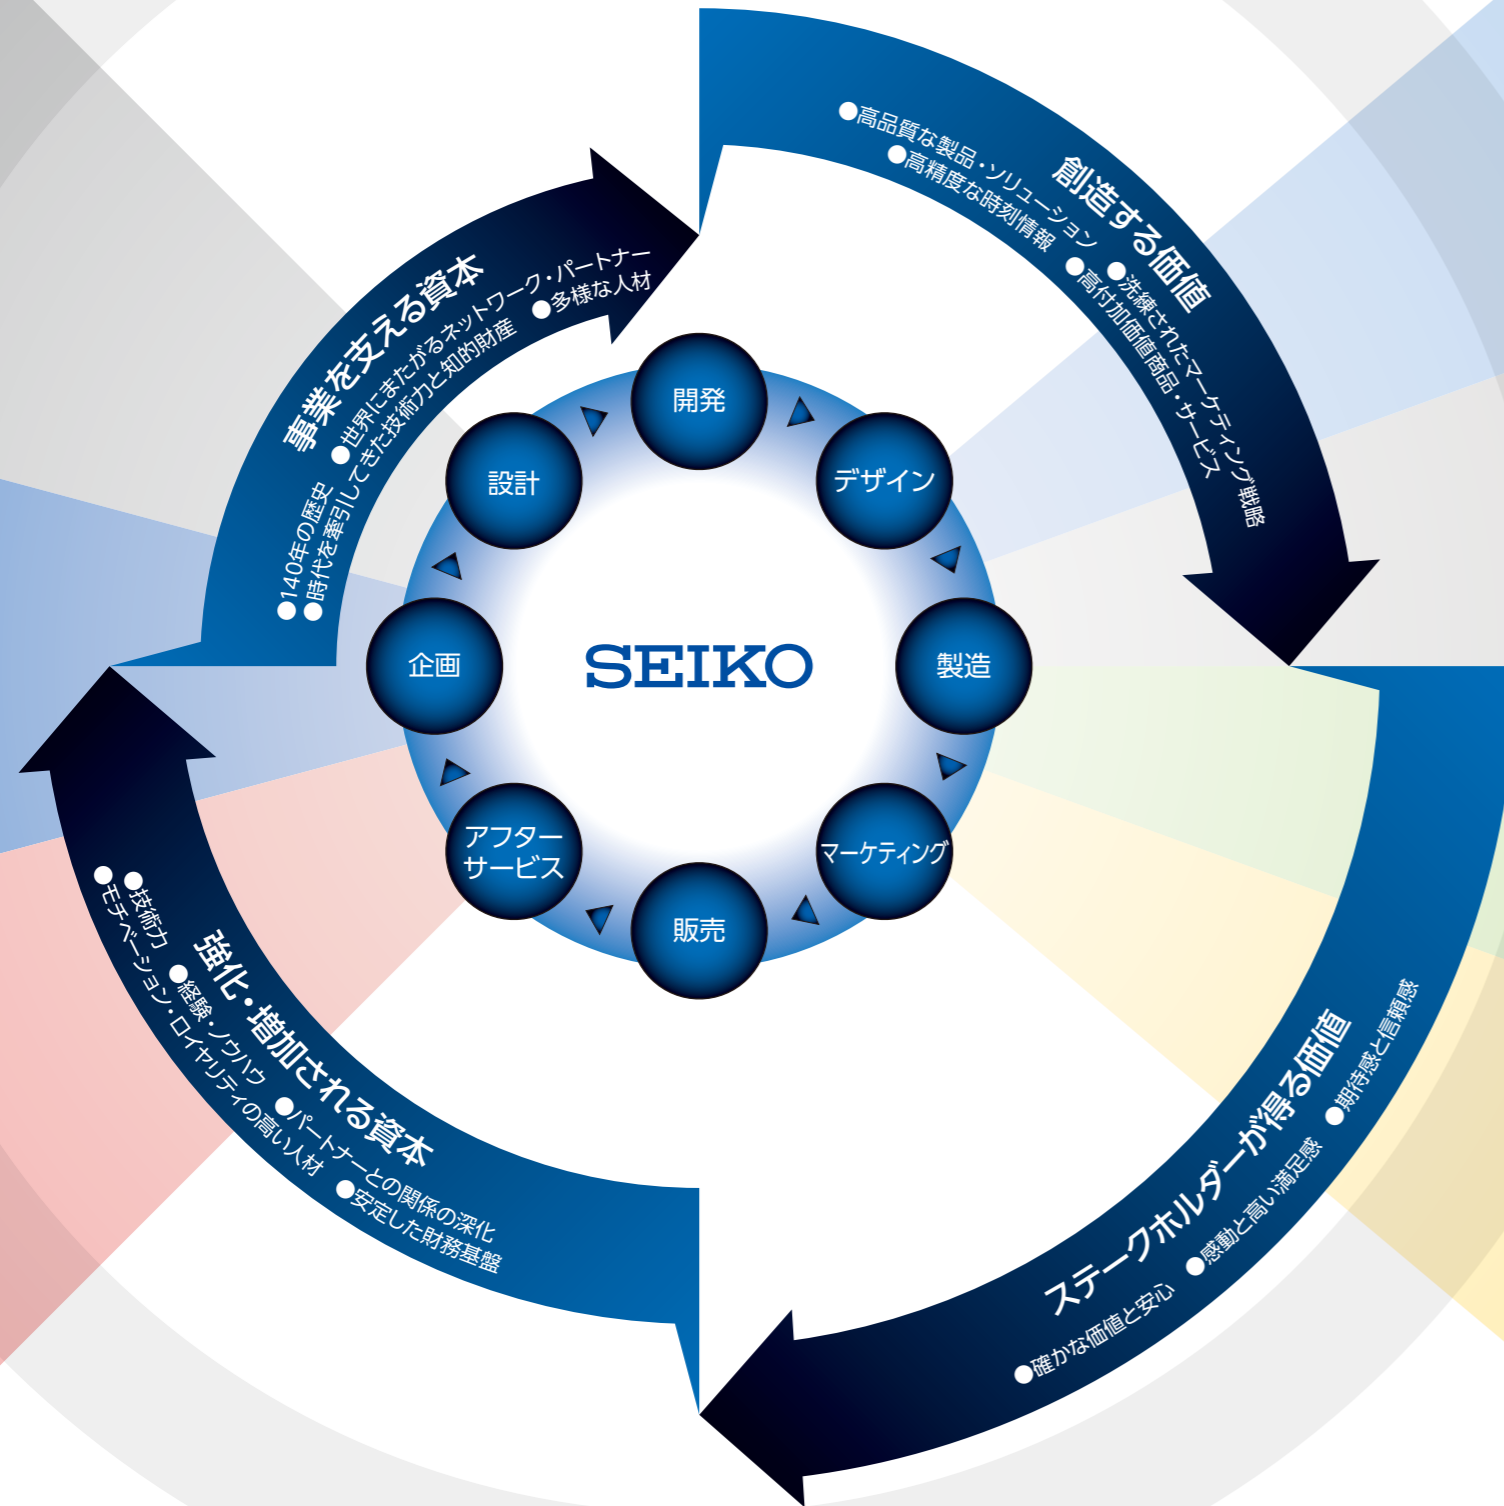 事業を支える資本
●140年の歴史 ●世界にまたがるネットワーク・パートナー
●時代を牽引してきた技術力と知的財産 ●多様な人材
創造する価値
●高品質な製品・ソリューション ●洗練されたマーケティング戦略
●高精度な時刻情報 ●高付加価値商品・サービス
ステークホルダーが得る価値
●確かな価値と安心 ●感動と高い満足感 ●期待感と信頼感
強化・増加される資本
●技術力 ●経験・ノウハウ ●パートナーとの関係の深化
●モチベーション・ロイヤリティの高い人材 ●安定した財務基盤
SEIKO
企画
設計
開発
デザイン
製造
マーケティング
販売
アフター
サービス